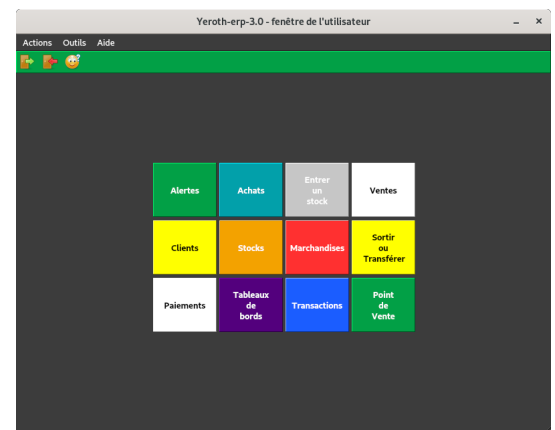 Yeroth-erp-3.0 - fenêtre de l'utilisateur
Actions Outils Aide
Alertes
Achats
Entrer
un
stock
Ventes
Clients
Stocks
Marchandises
Sortir
ou
Transférer
Paiements
Tableaux
de
bords
Transactions
Point
de
Vente